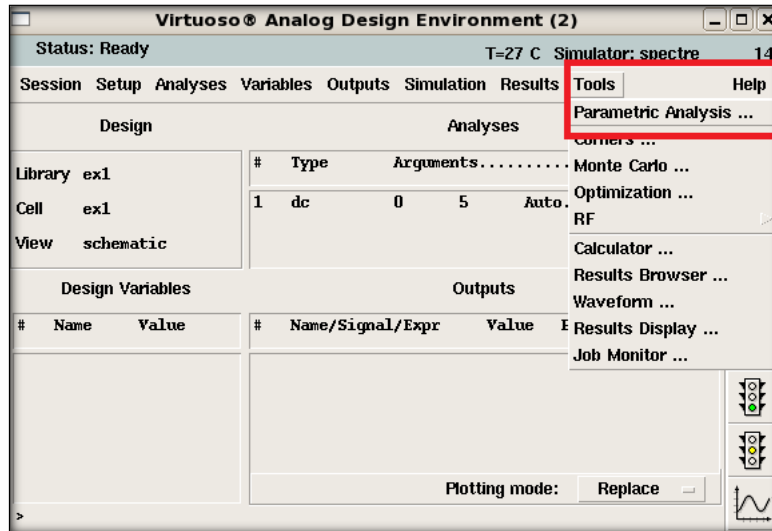 Virtuoso® Analog Design Environment (2)
Status: Ready T=27 C Simulator: spectre 14
Session Setup Analyses Variables Outputs Simulation Results Tools Help
Parametric Analysis ...
Corners ...
Monte Carlo ...
Optimization ...
RF
Calculator ...
Results Browser ...
Waveform ...
Results Display ...
Job Monitor ...
Design
Library ex1
Cell ex1
View schematic
Analyses
# Type Arguments..........
1 dc 0 5 Auto.
Design Variables
# Name Value
Outputs
# Name/Signal/Expr Value
Plotting mode: Replace
>